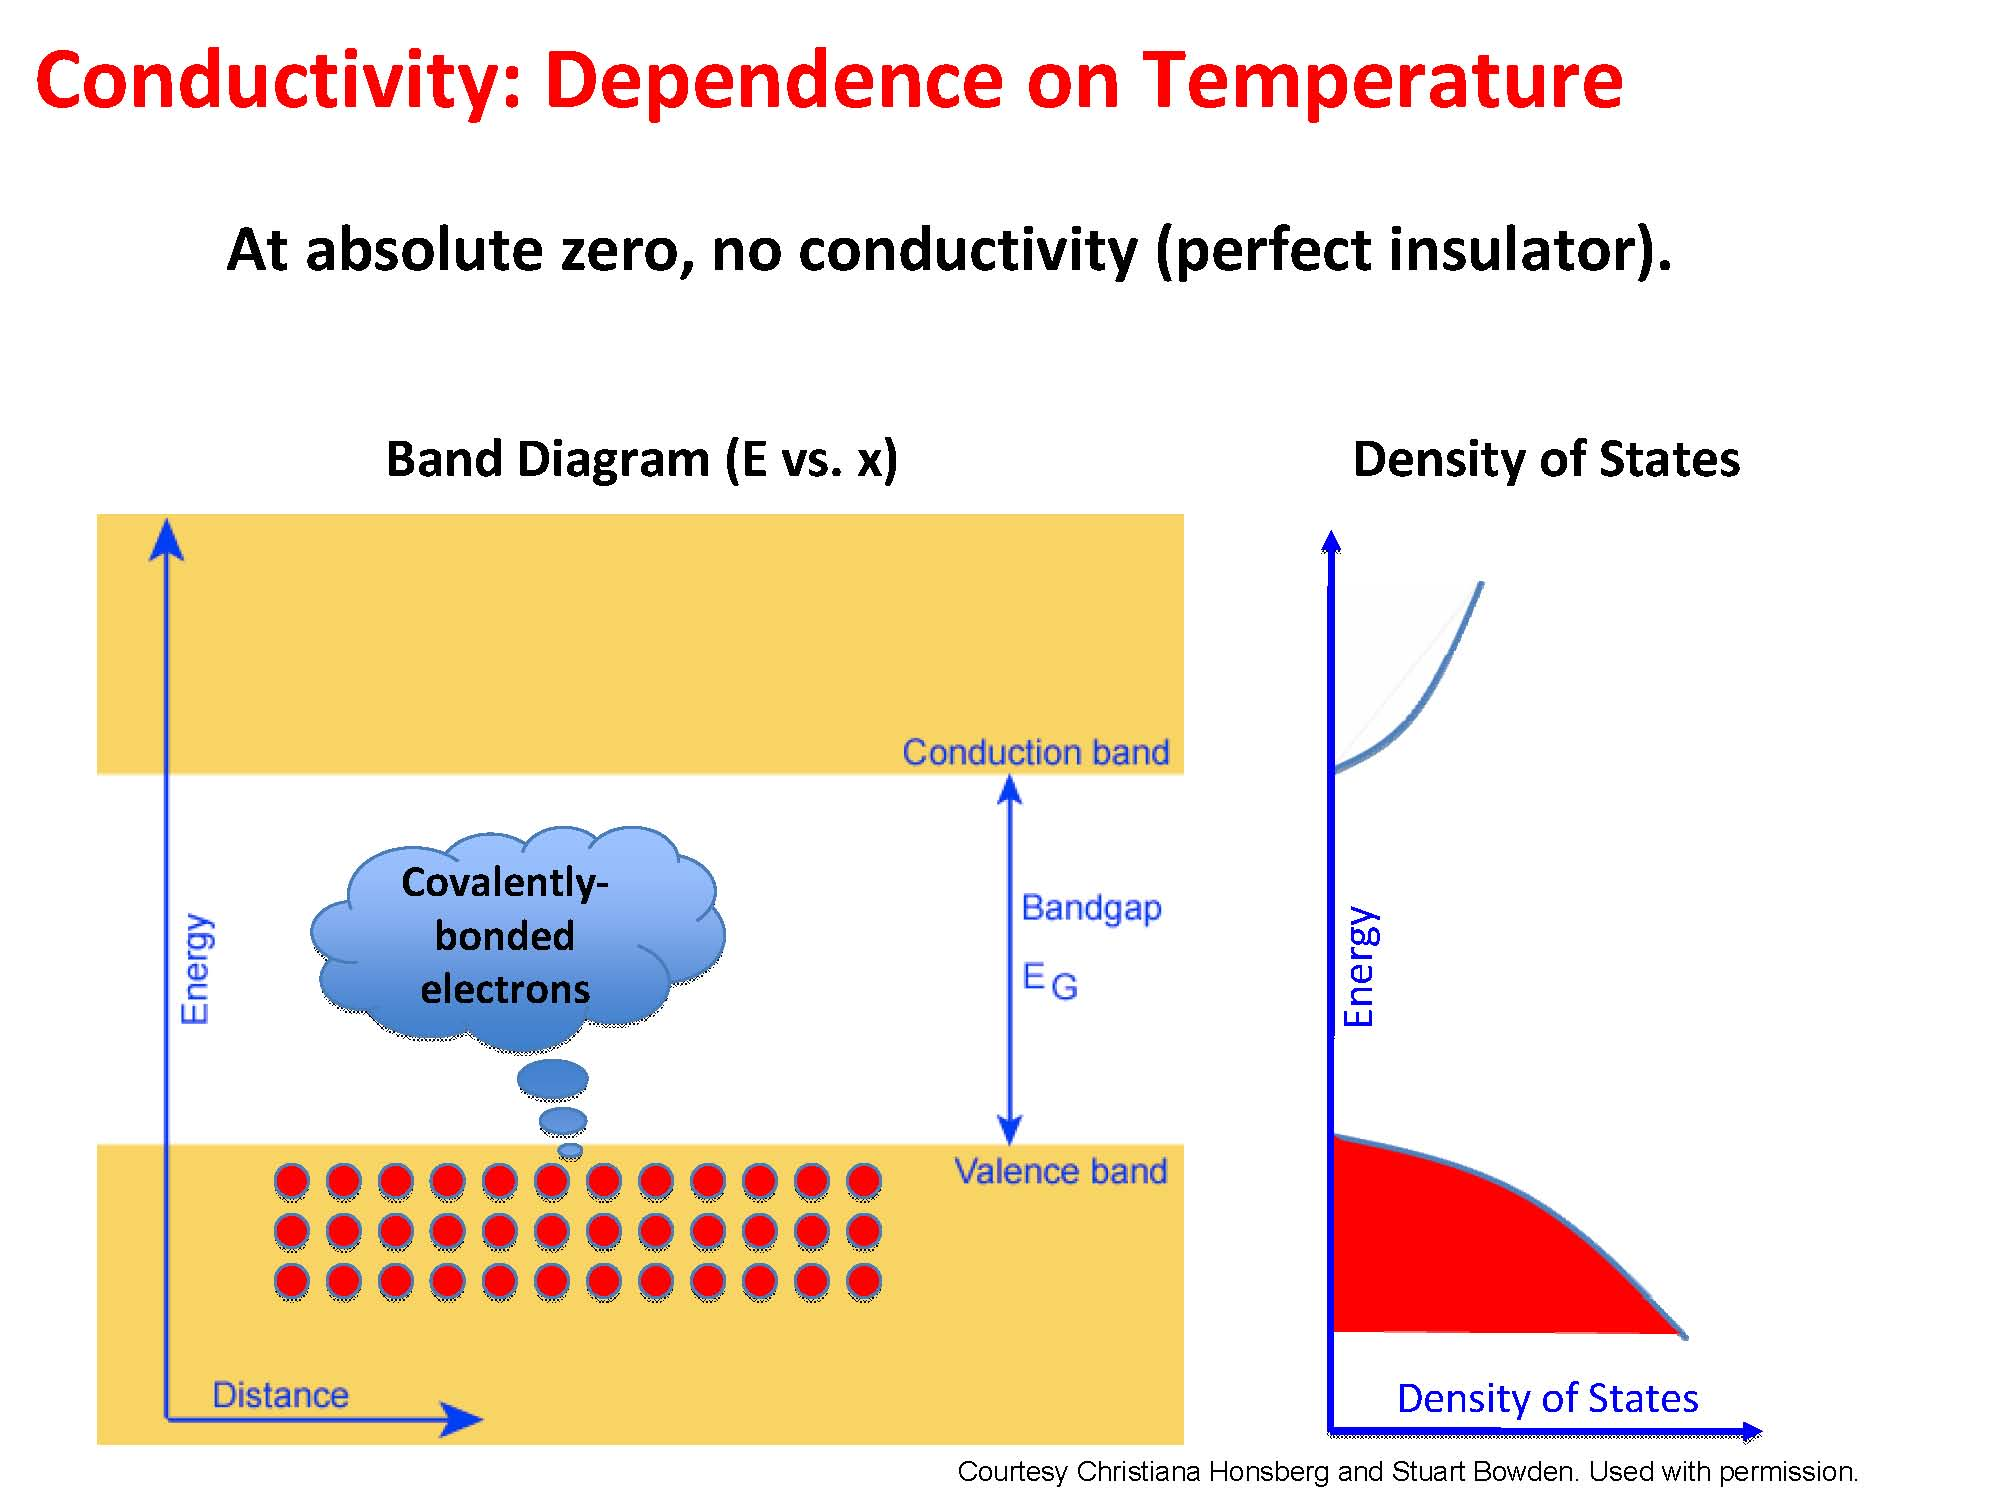 Conductivity: Dependence on Temperature
At absolute zero, no conductivity (perfect insulator).
Band Diagram (E vs. x)
Density of States
Conduction band
Covalently-
bonded
electrons
Bandgap
E G
Energy
Valence band
Distance
Energy
Density of States
Courtesy Christiana Honsberg and Stuart Bowden. Used with permission.